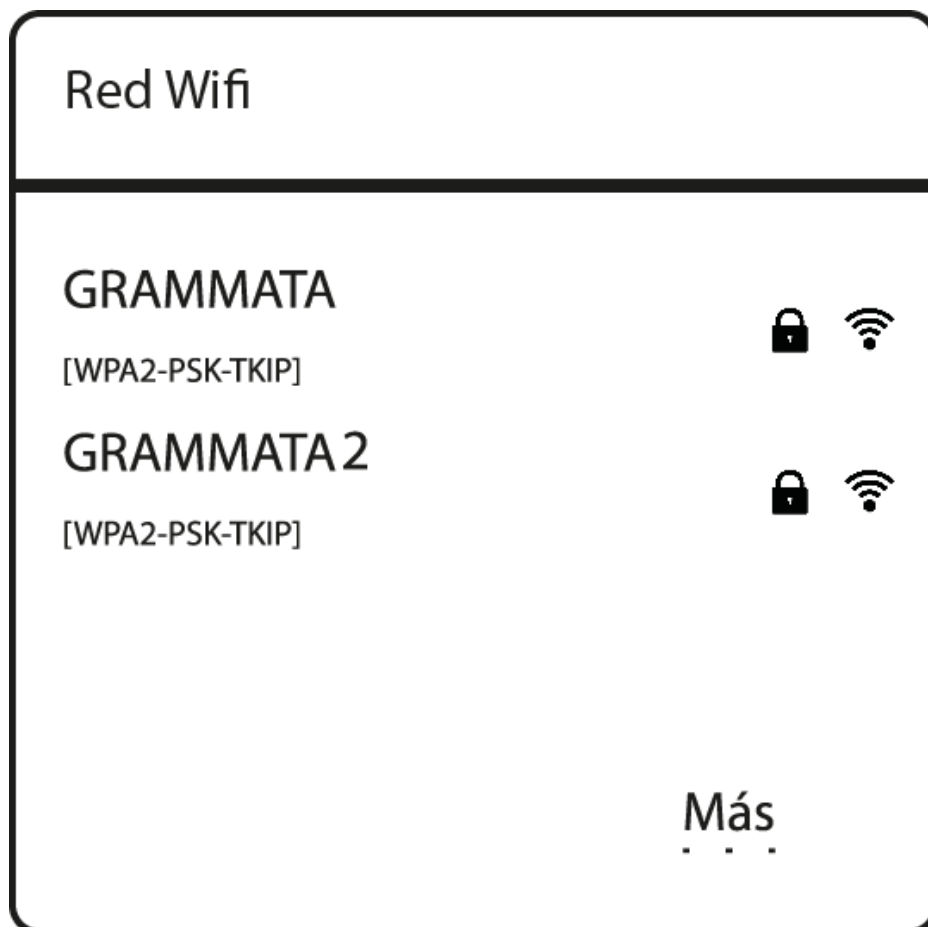 Red Wifi
GRAMMATA
[WPA2-PSK-TKIP]
GRAMMATA 2
[WPA2-PSK-TKIP]
Más